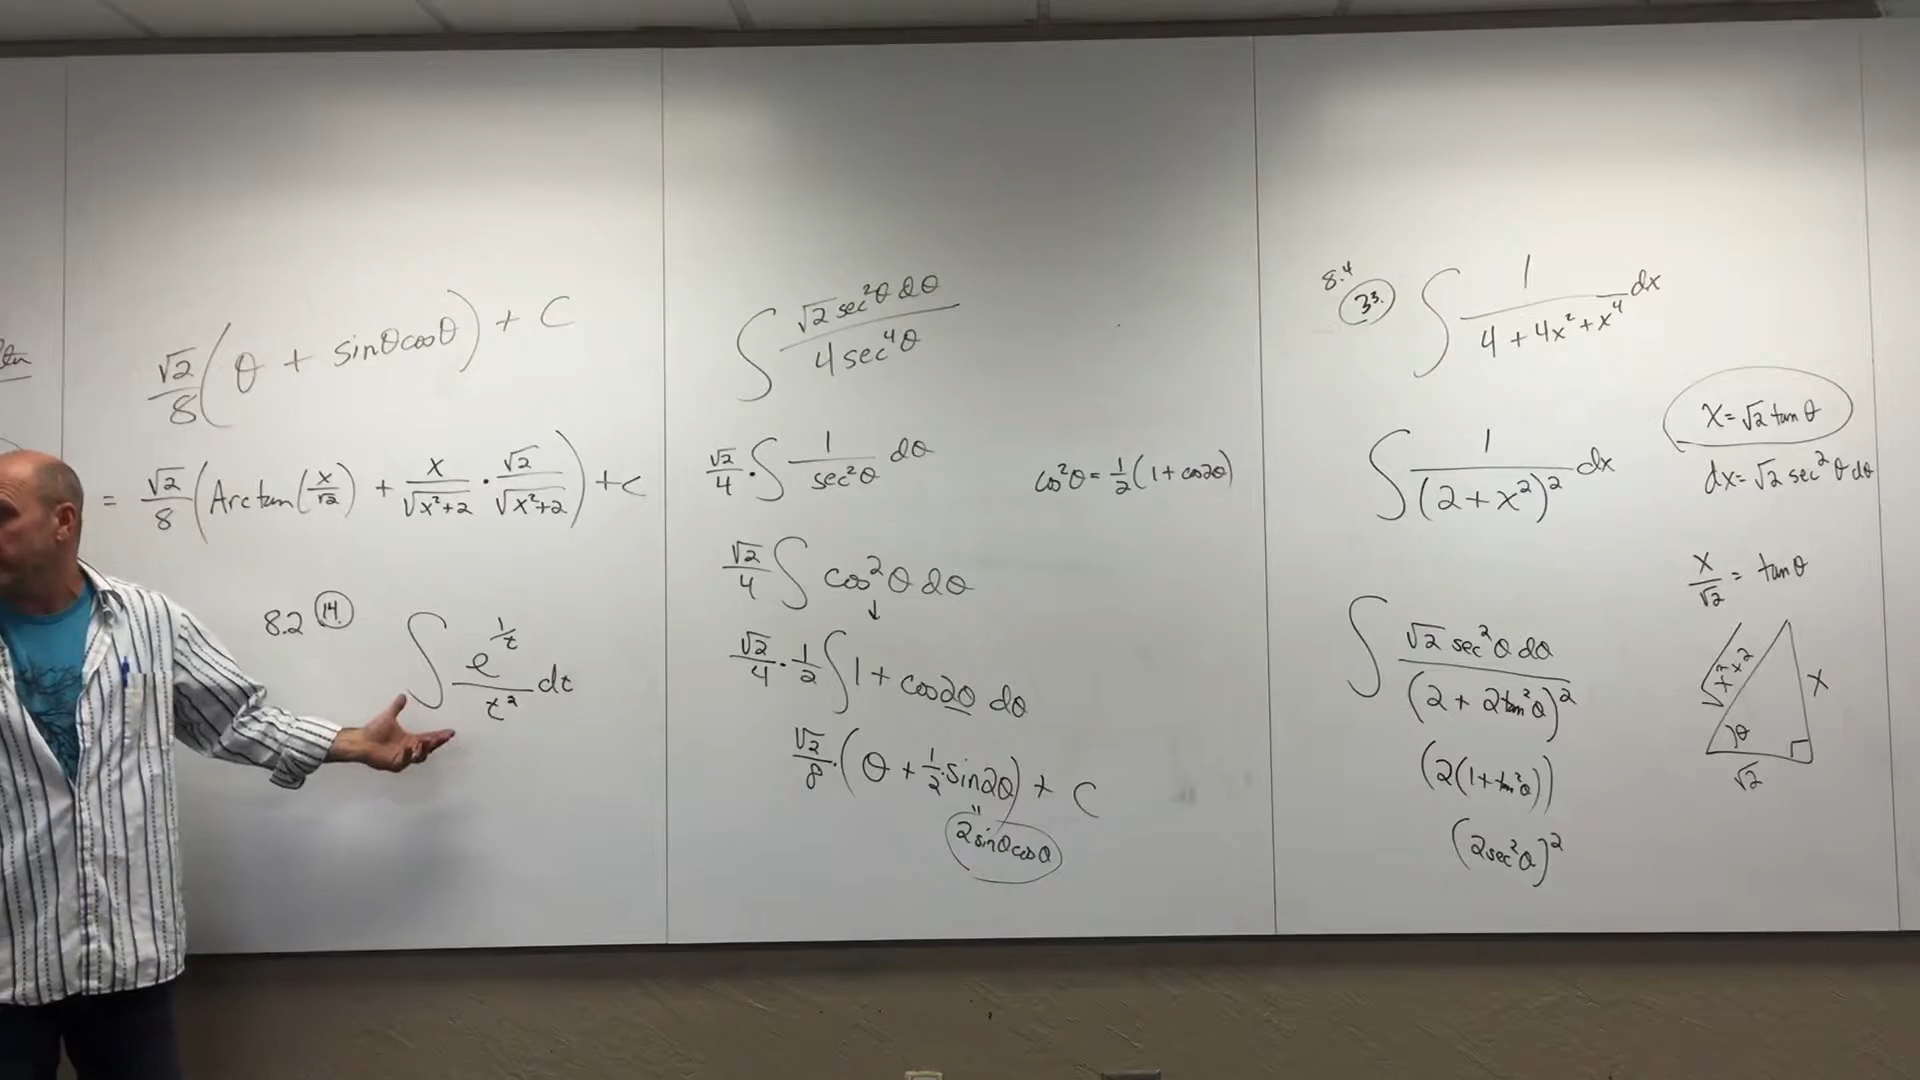 √2/8 (θ + sinθcosθ) + C
= √2/8 (Arctan(x/√2) + x/√(x²+2) · √2/√(x²+2)) + C
8.2 14.
∫ e^(1/t)/t² dt
∫ √2 sec²θ dθ / 4 sec⁴θ
√2/4 · ∫ 1/sec²θ dθ
cos²θ = 1/2 (1 + cos2θ)
√2/4 ∫ cos²θ dθ
↓
√2/4 · 1/2 ∫ 1 + cos2θ dθ
√2/8 · (θ + 1/2 · sin2θ) + C
"
2sinθcosθ
8.4
33. ∫ 1/(4 + 4x² + x⁴) dx
x = √2 tan θ
dx = √2 sec²θ dθ
∫ 1/(2 + x²)² dx
x/√2 = tanθ
∫ √2 sec²θ dθ / (2 + 2tan²θ)²
(2(1+tan²θ))
(2sec²θ)²
√x²+2
x
θ
√2